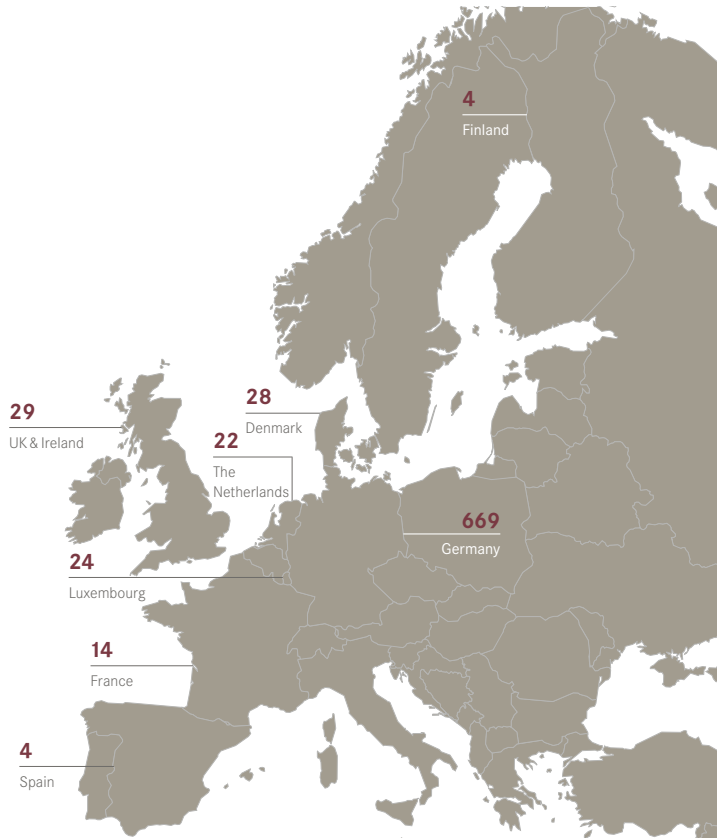 4
Finland
29
UK & Ireland
28
Denmark
22
The
Netherlands
669
Germany
24
Luxembourg
14
France
4
Spain